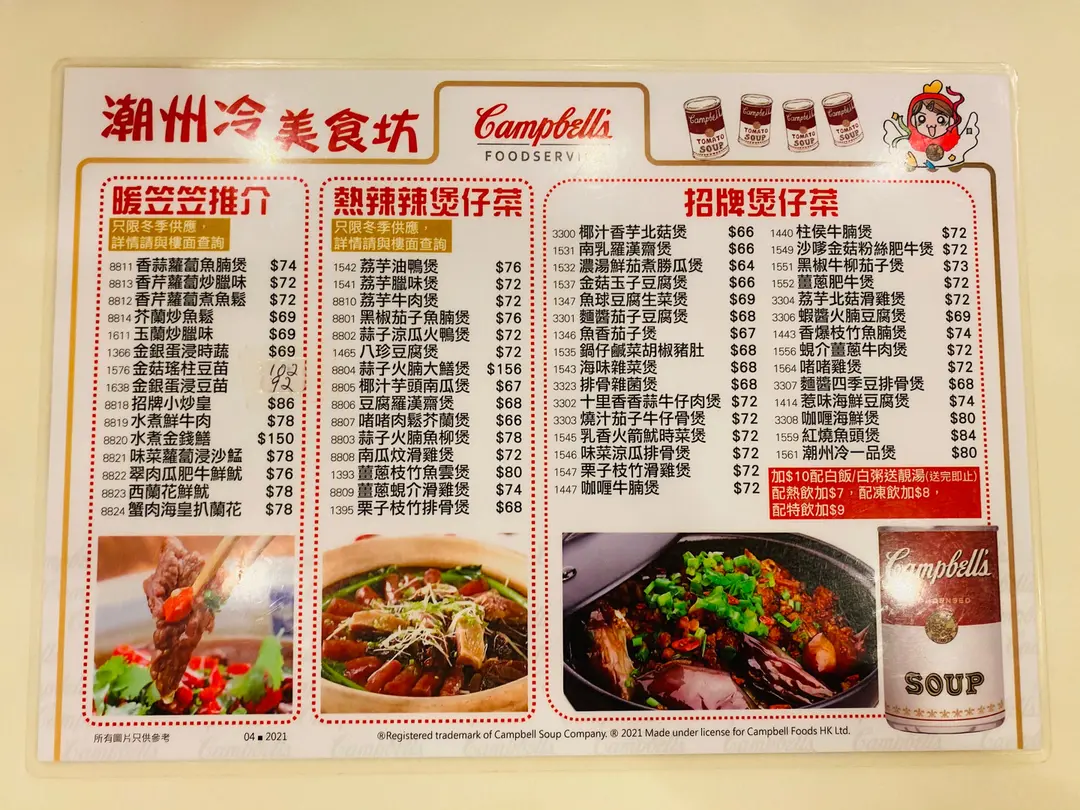 潮州冷美食坊
Campbell's
FOODSERVI
Campbell's
TOMATO
SOUP
Campbell's
TOMATO
SOUP
Campbell's
TOMATO
SOUP
Campbell's
TOMATO
SOUP
暖笠笠推介
只限冬季供應，
詳情請與樓面查詢
8811 香蒜蘿蔔魚腩煲 $74
8813 香芹蘿蔔炒臘味 $72
8812 香芹蘿蔔煮魚鬆 $72
8814 芥蘭炒魚鬆 $69
1611 玉蘭炒臘味 $69
1366 金銀蛋浸時蔬 $69
1576 金菇瑤柱豆苗 102
1638 金銀蛋浸豆苗 92
8818 招牌小炒皇 $86
8819 水煮鮮牛肉 $78
8820 水煮金錢鱔 $150
8821 味菜蘿蔔浸沙鯭 $78
8822 翠肉瓜肥牛鮮魷 $76
8823 西蘭花鮮魷 $78
8824 蟹肉海皇扒蘭花 $78
熱辣辣煲仔菜
只限冬季供應，
詳情請與樓面查詢
1542 荔芋油鴨煲 $76
1541 荔芋臘味煲 $72
8810 荔芋牛肉煲 $72
8801 黑椒茄子魚腩煲 $76
8802 蒜子涼瓜火鴨煲 $72
1465 八珍豆腐煲 $72
8804 蒜子火腩大鱔煲 $156
8805 椰汁芋頭南瓜煲 $67
8806 豆腐羅漢齋煲 $68
8807 啫啫肉鬆芥蘭煲 $66
8803 蒜子火腩魚柳煲 $78
8808 南瓜炆滑雞煲 $72
1393 薑蔥枝竹魚雲煲 $80
8809 薑蔥蜆介滑雞煲 $74
1395 栗子枝竹排骨煲 $68
招牌煲仔菜
3300 椰汁香芋北菇煲 $66
1531 南乳羅漢齋煲 $66
1532 濃湯鮮茄煮勝瓜煲 $64
1537 金菇玉子豆腐煲 $66
1347 魚球豆腐生菜煲 $69
3301 麵醬茄子豆腐煲 $68
1346 魚香茄子煲 $67
1535 鍋仔鹹菜胡椒豬肚 $68
1543 海味雜菜煲 $68
3323 排骨雜菌煲 $68
3302 十里香香蒜牛仔肉煲 $72
3303 燒汁茄子牛仔骨煲 $72
1545 乳香火箭魷時菜煲 $72
1546 味菜涼瓜排骨煲 $72
1547 栗子枝竹滑雞煲 $72
1447 咖喱牛腩煲 $72
1440 柱侯牛腩煲 $72
1549 沙嗲金菇粉絲肥牛煲 $72
1551 黑椒牛柳茄子煲 $73
1552 薑蔥肥牛煲 $72
3304 荔芋北菇滑雞煲 $72
3306 蝦醬火腩豆腐煲 $69
1443 香爆枝竹魚腩煲 $74
1556 蜆介薑蔥牛肉煲 $72
1564 啫啫雞煲 $72
3307 麵醬四季豆排骨煲 $68
1414 惹味海鮮豆腐煲 $74
3308 咖喱海鮮煲 $80
1559 紅燒魚頭煲 $84
1561 潮州冷一品煲 $80
加$10配白飯/白粥送靚湯(送完即止)
配熱飲加$7，配凍飲加$8，
配特飲加$9
Campbell's
CONDENSED
SOUP
所有圖片只供參考
04 ■ 2021
®Registered trademark of Campbell Soup Company. ® 2021 Made under license for Campbell Foods HK Ltd.